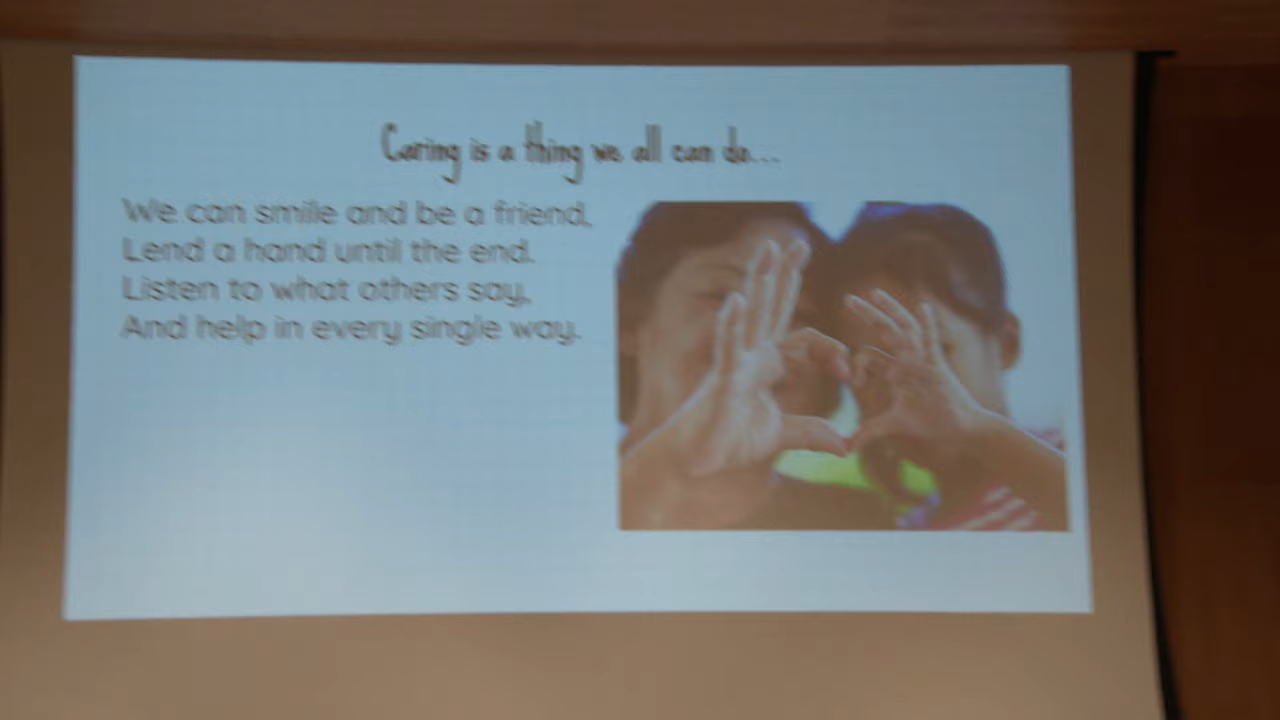 Caring is a thing we all can do...
We can smile and be a friend,
Lend a hand until the end.
Listen to what others say,
And help in every single way.